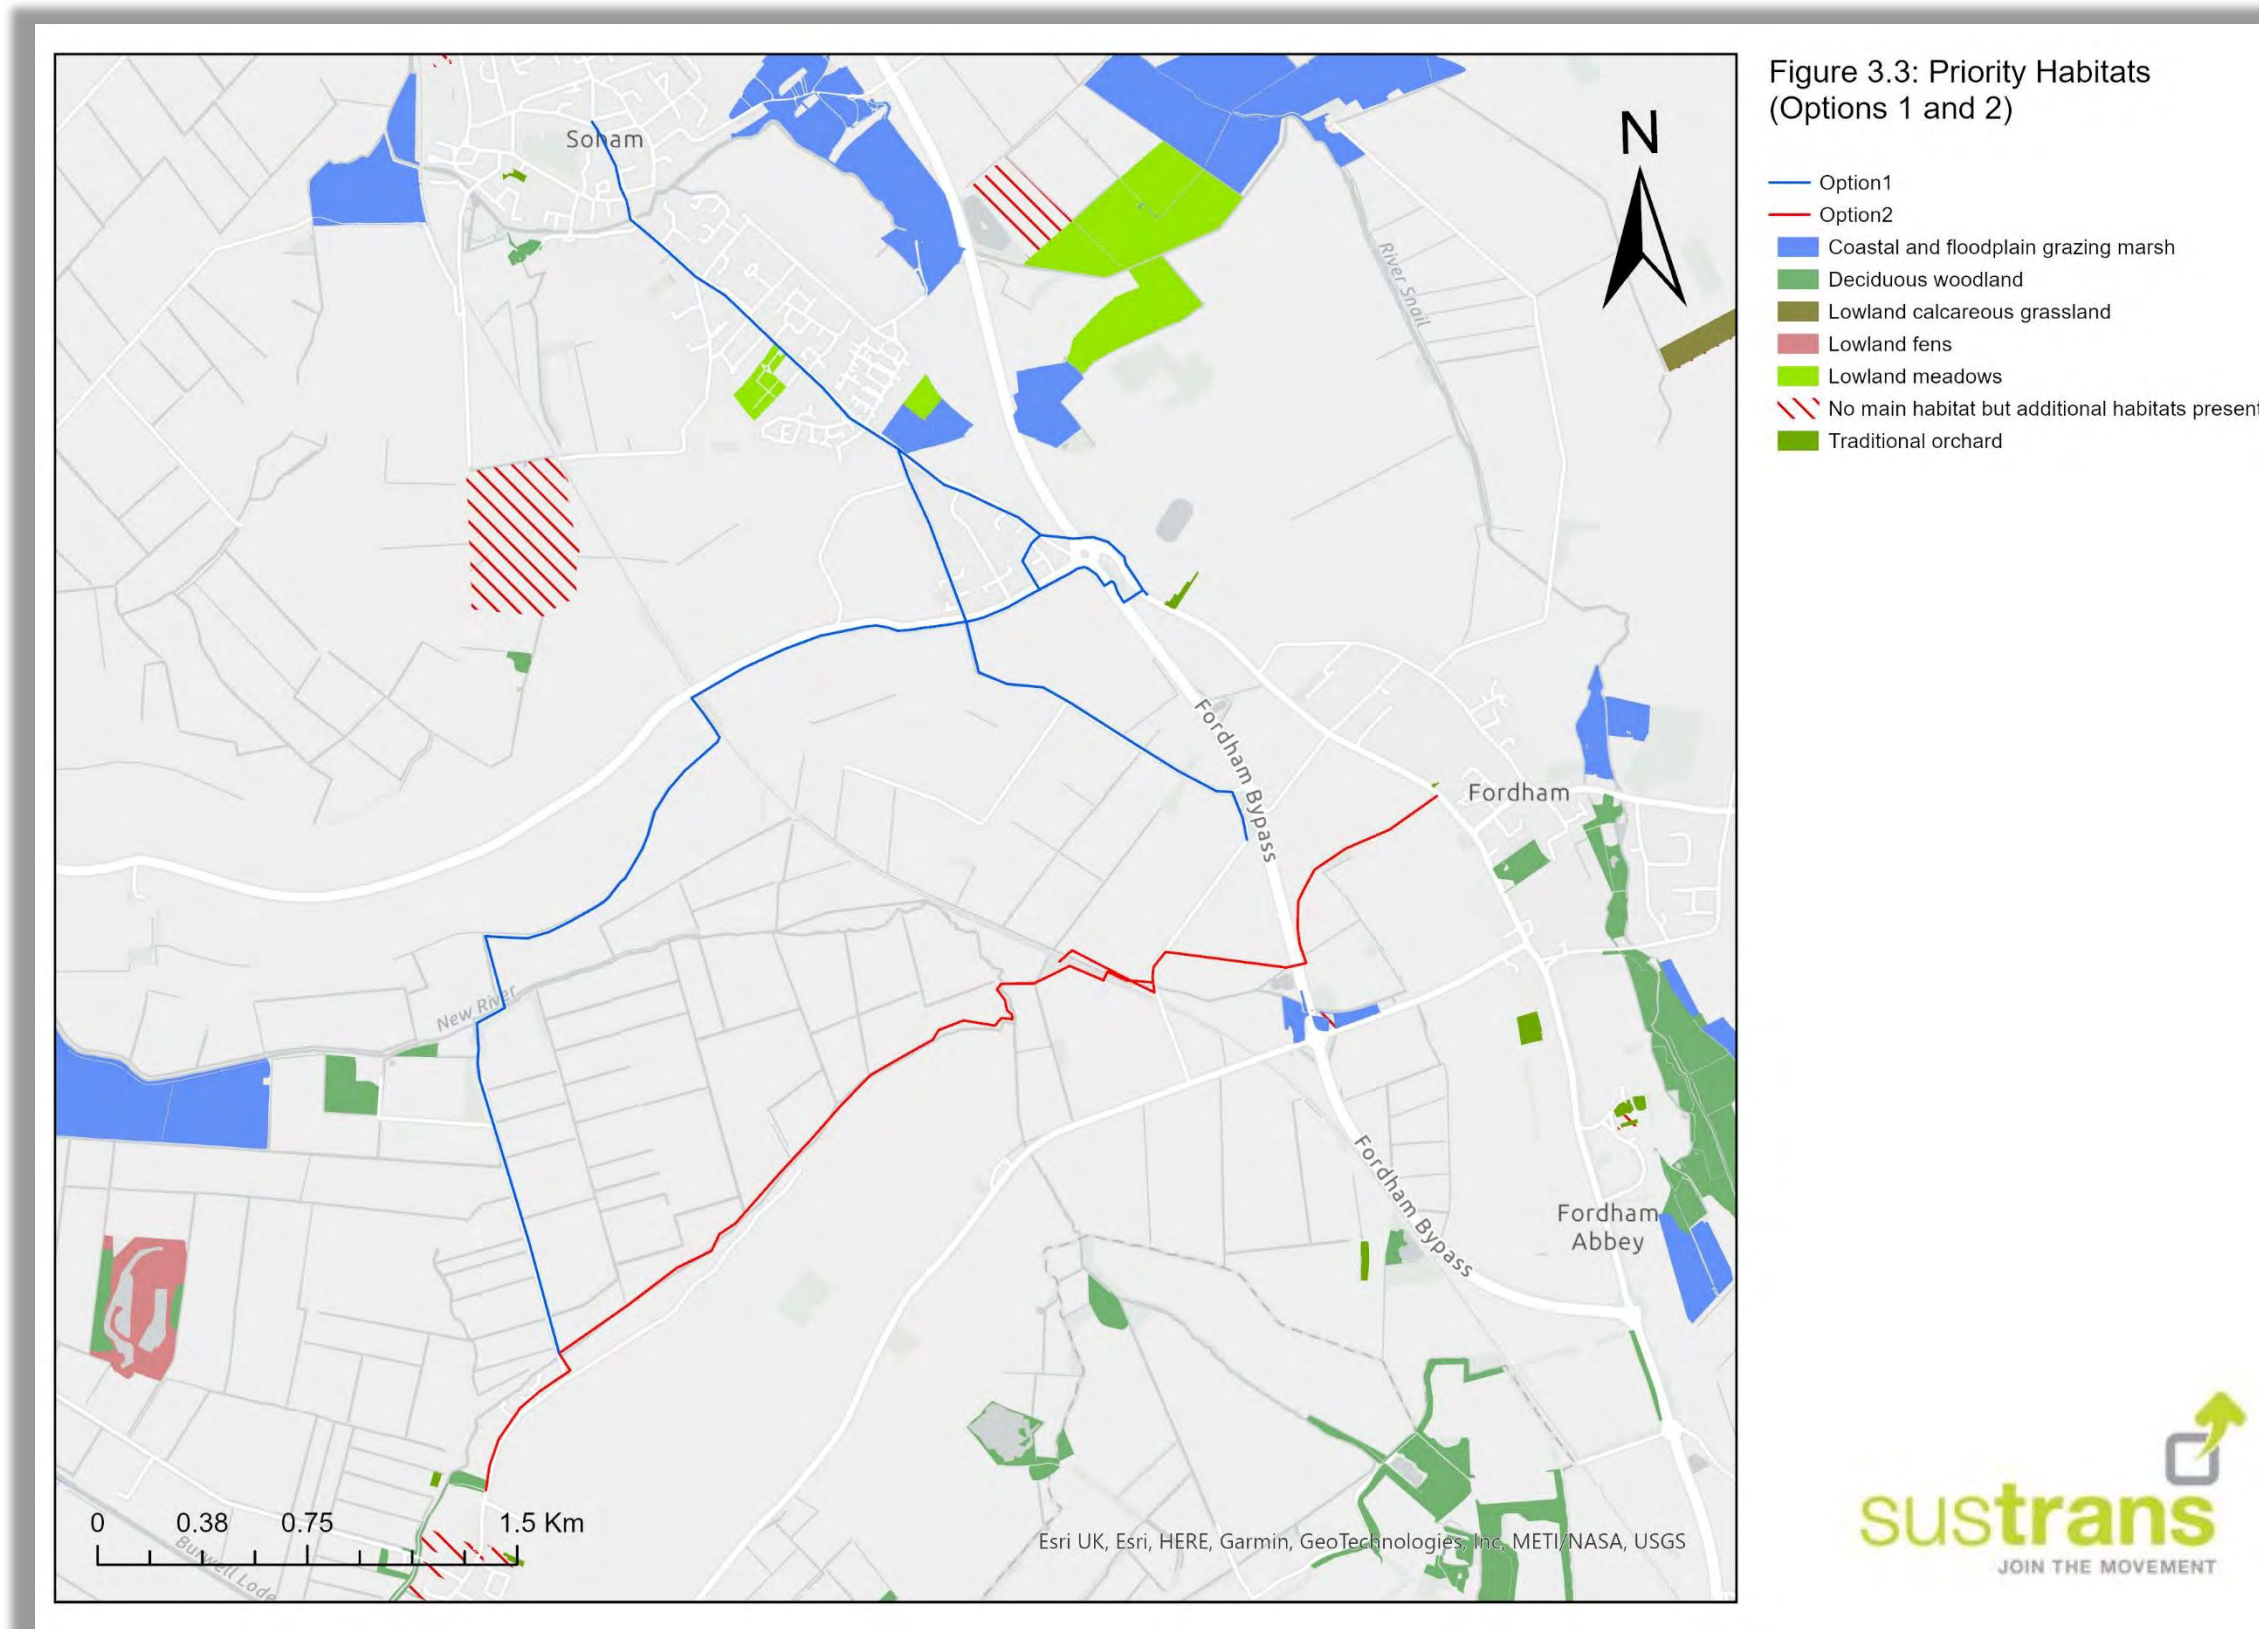 Figure 3.3: Priority Habitats
(Options 1 and 2)
Option1
Option2
Coastal and floodplain grazing marsh
Deciduous woodland
Lowland calcareous grassland
Lowland fens
Lowland meadows
No main habitat but additional habitats present
Traditional orchard
N
Soham
River Snail
Fordham Bypass
Fordham
New River
Fordham Bypass
Fordham
Abbey
0 0.38 0.75 1.5 Km
Burwell Lode
Esri UK, Esri, HERE, Garmin, GeoTechnologies, Inc, METI/NASA, USGS
sustrans
JOIN THE MOVEMENT